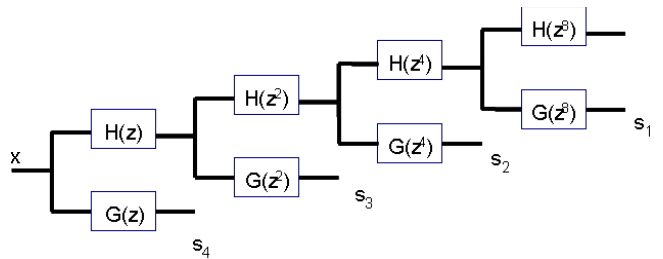 H(z⁸)
H(z⁴)
H(z²)
G(z⁸)
s₁
H(z)
G(z⁴)
s₂
x
G(z²)
s₃
G(z)
s₄